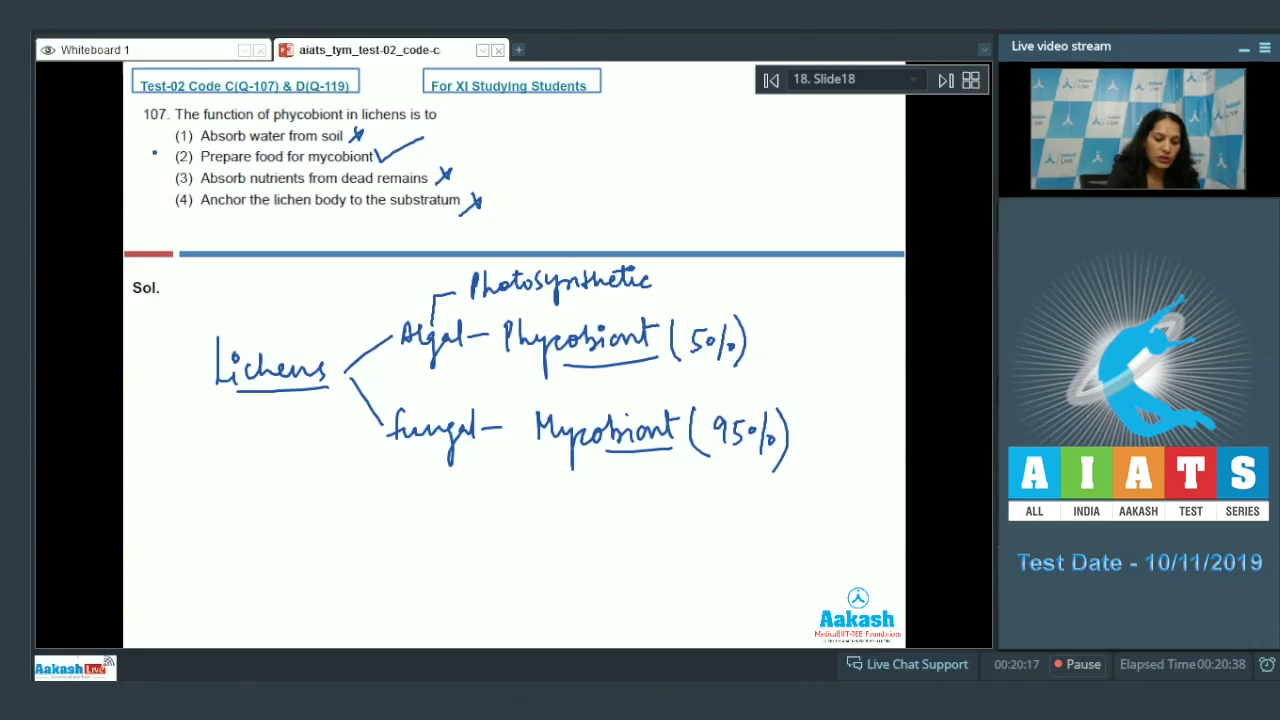 Whiteboard 1
aiats_tym_test-02_code-c
Live video stream
18. Slide18
Test-02 Code C(Q-107) & D(Q-119)
For XI Studying Students
107. The function of phycobiont in lichens is to
(1) Absorb water from soil
(2) Prepare food for mycobiont
(3) Absorb nutrients from dead remains
(4) Anchor the lichen body to the substratum
Sol.
Photosynthetic
Algal – Phycobiont (5%)
Lichens
fungal – Mycobiont (95%)
A I A T S
ALL INDIA AAKASH TEST SERIES
Test Date - 10/11/2019
Aakash
Medical|IIT-JEE|Foundations
Aakash Live
Live Chat Support
00:20:17
Pause
Elapsed Time 00:20:38